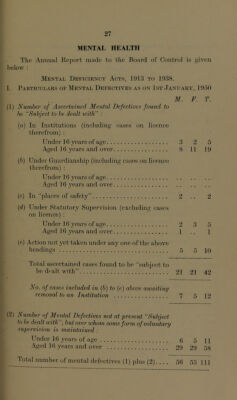 27
MENTAL HEALTH
The Annual Report made to the Board of Control is given
below :
MENTAL DEFICIENCY ACTS, 1913 TO 1938.
I. PARTICULARS OF MENTAL DEFECTIVES AS ON 1ST JANUARY, 1950
M. F. T.
(1) Number of Ascertained Mental Defectives found to
be "Subject to be dealt with" :
(a) In Institutions (including cases on licence
therefrom) :
Under 16 years of age.................. 3 2 5
Aged 16 years and over................. 8 11 19
(b) Under Guardianship (including cases on licence
therefrom) :
Under 16 years of age.................. .. .. ..
Aged 16 years and over................. .. .. ..
(c) In "places of safety"..................... 2 .. 2
(d) Under Statutory Supervision (excluding cases
on licence) :
Under 16 years of age.................. 2 3 5
Aged 16 years and over................. 1 .. 1
(e) Action not yet taken under any one of the above
headings .............................. 5 5 10
Total ascertained cases found to be "subject to
be dealt with"........................... 21 21 42
No. of cases included in (b) to (e) above awaiting
removal to an Institution ................ 7 5 12
(2) Number of Mental Defectives not at present "Subject
to be dealt with"; but over whom some form of voluntary
supervision is maintained
Under 16 years of age .................... 6 5 11
Aged 16 years and over .................. 29 29 58
Total number of mental defectives (1) plus (2).... 56 55 111